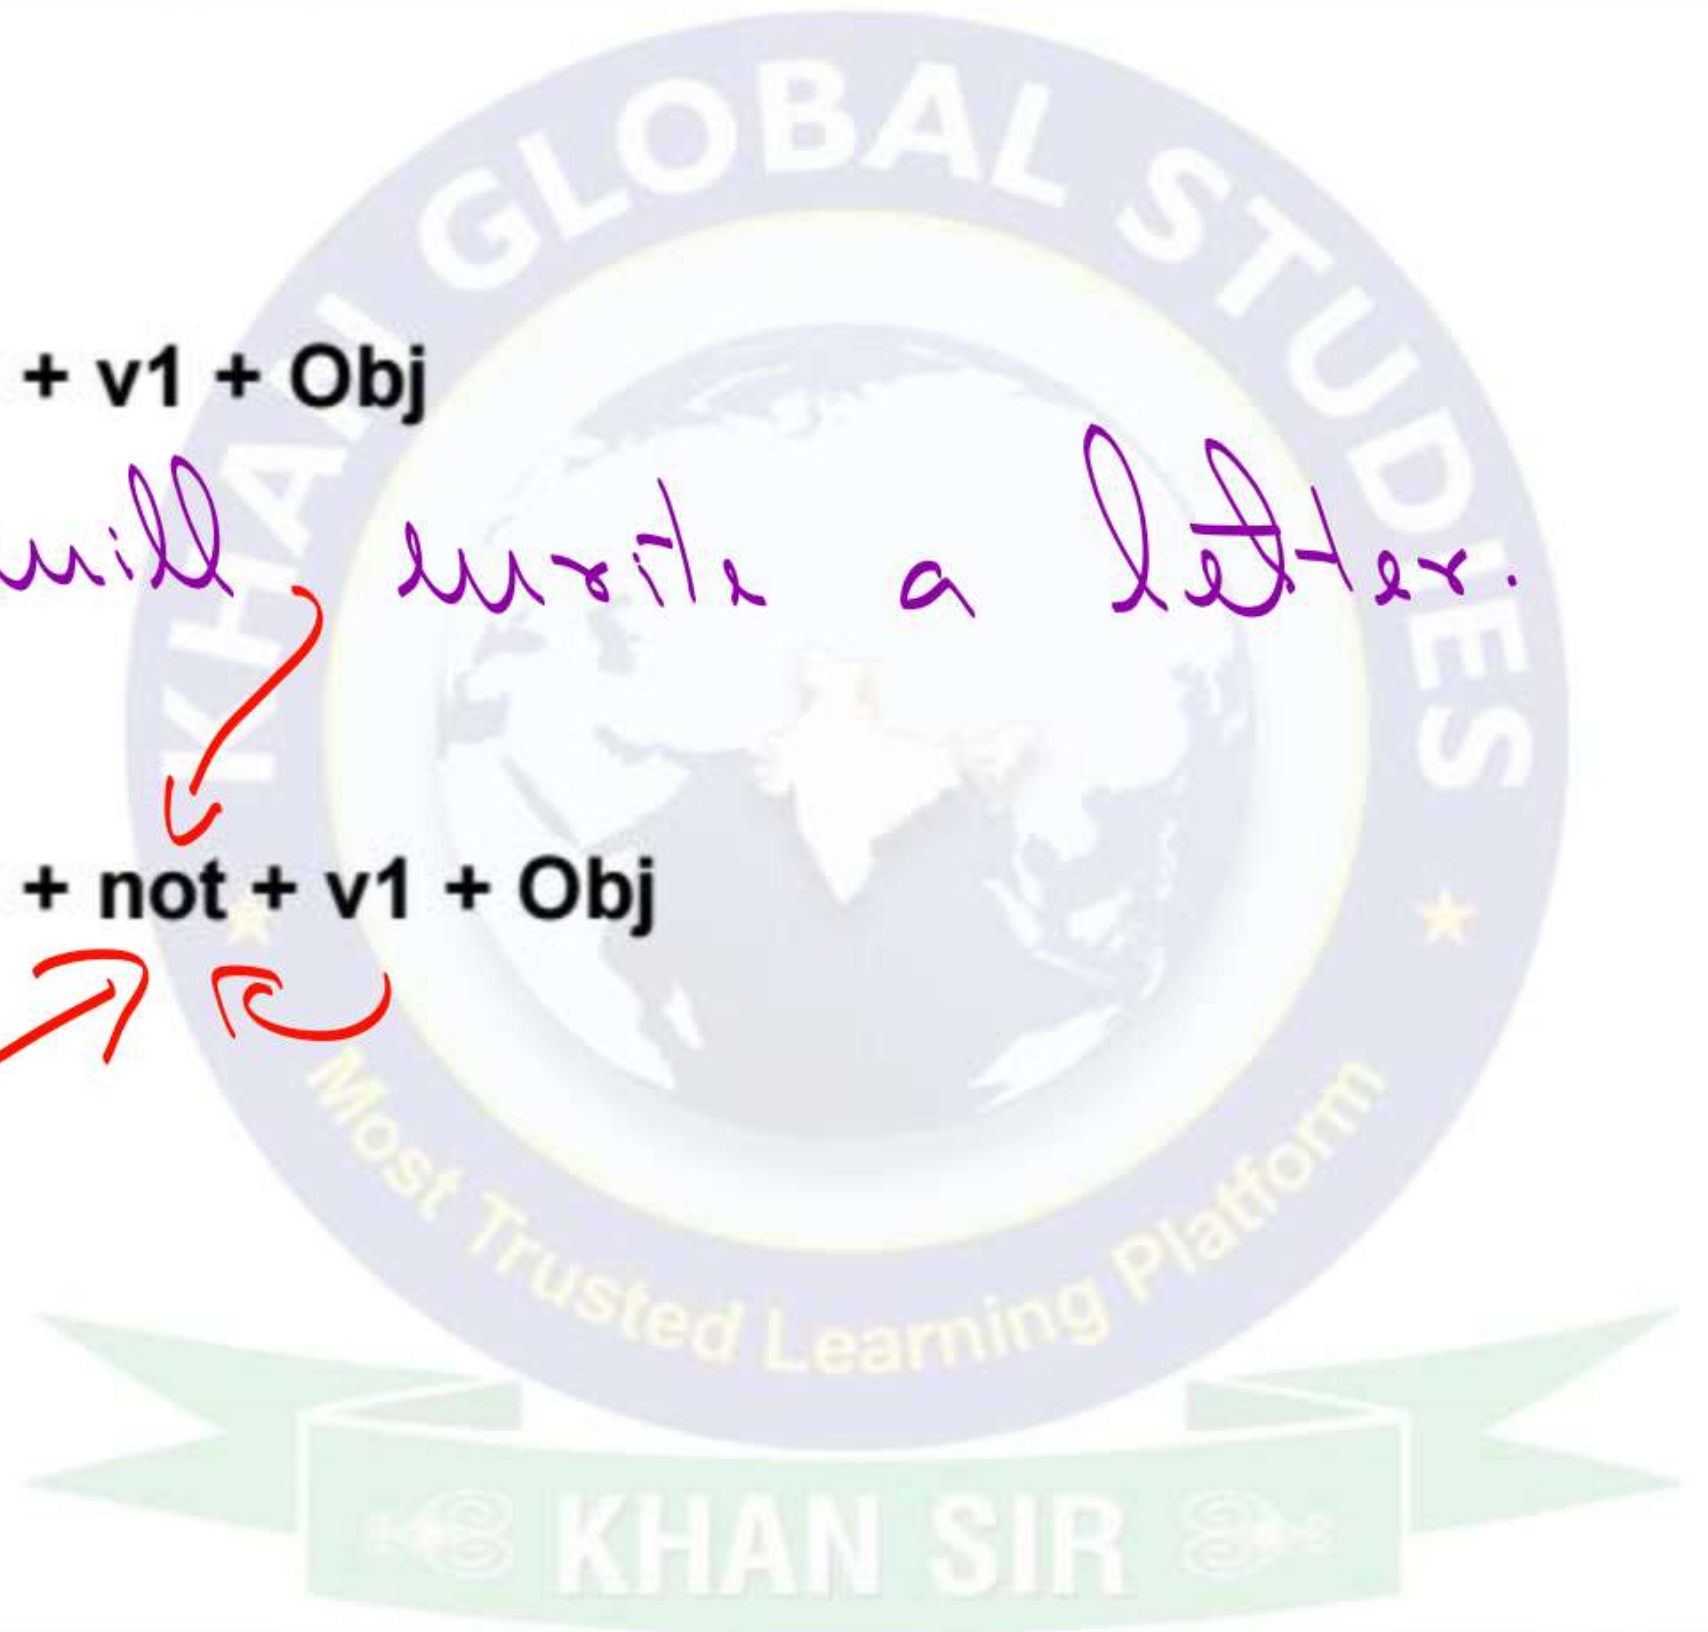 KHAN GLOBAL STUDIES
+ v1 + Obj
will write a letter.
+ not + v1 + Obj
Most Trusted Learning Platform
KHAN SIR